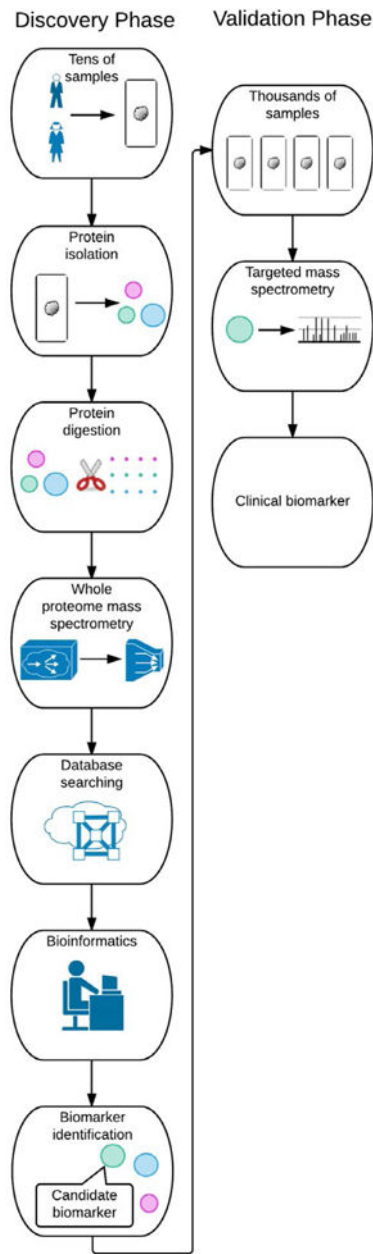 Discovery Phase
Tens of
samples
Protein
isolation
Protein
digestion
Whole
proteome mass
spectrometry
Database
searching
Bioinformatics
Biomarker
identification
Candidate
biomarker
Validation Phase
Thousands of
samples
Targeted mass
spectrometry
Clinical biomarker